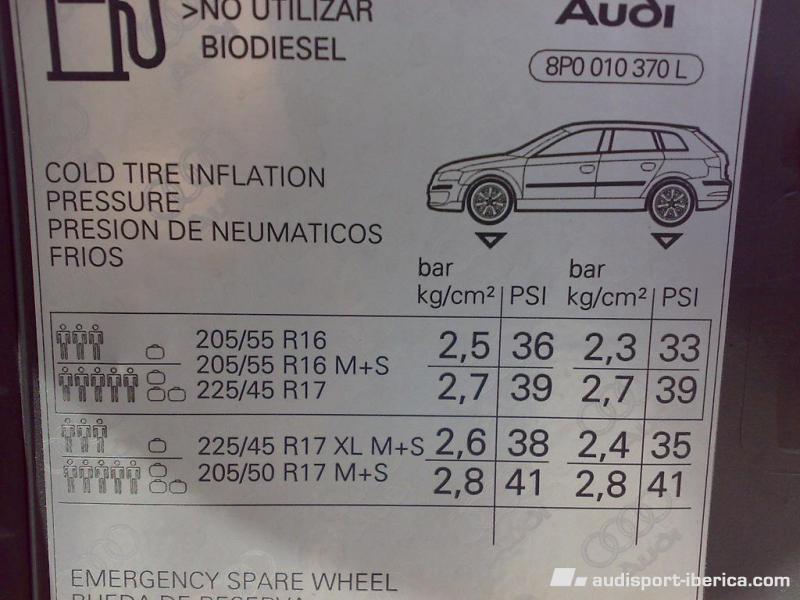 >NO UTILIZAR
BIODIESEL
Audi
8P0 010 370 L
COLD TIRE INFLATION
PRESSURE
PRESION DE NEUMATICOS
FRIOS
bar bar
kg/cm² PSI kg/cm² PSI
205/55 R16 2,5 36 2,3 33
205/55 R16 M+S
225/45 R17 2,7 39 2,7 39
225/45 R17 XL M+S 2,6 38 2,4 35
205/50 R17 M+S 2,8 41 2,8 41
EMERGENCY SPARE WHEEL
RUEDA DE RESERVA
audisport-iberica.com